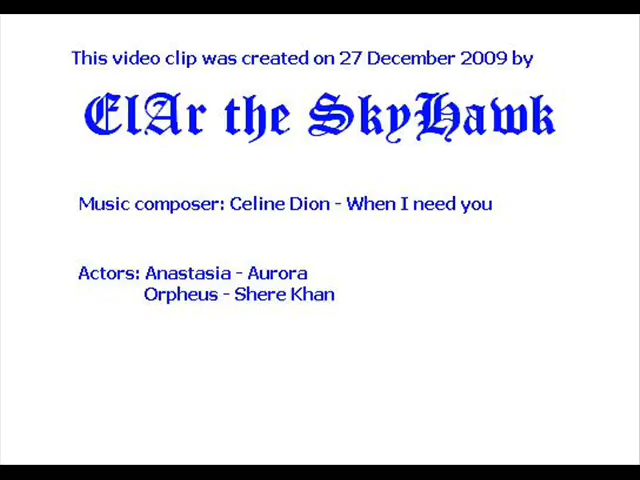 This video clip was created on 27 December 2009 by
ElAr the SkyHawk
Music composer: Celine Dion - When I need you
Actors: Anastasia - Aurora
Orpheus - Shere Khan